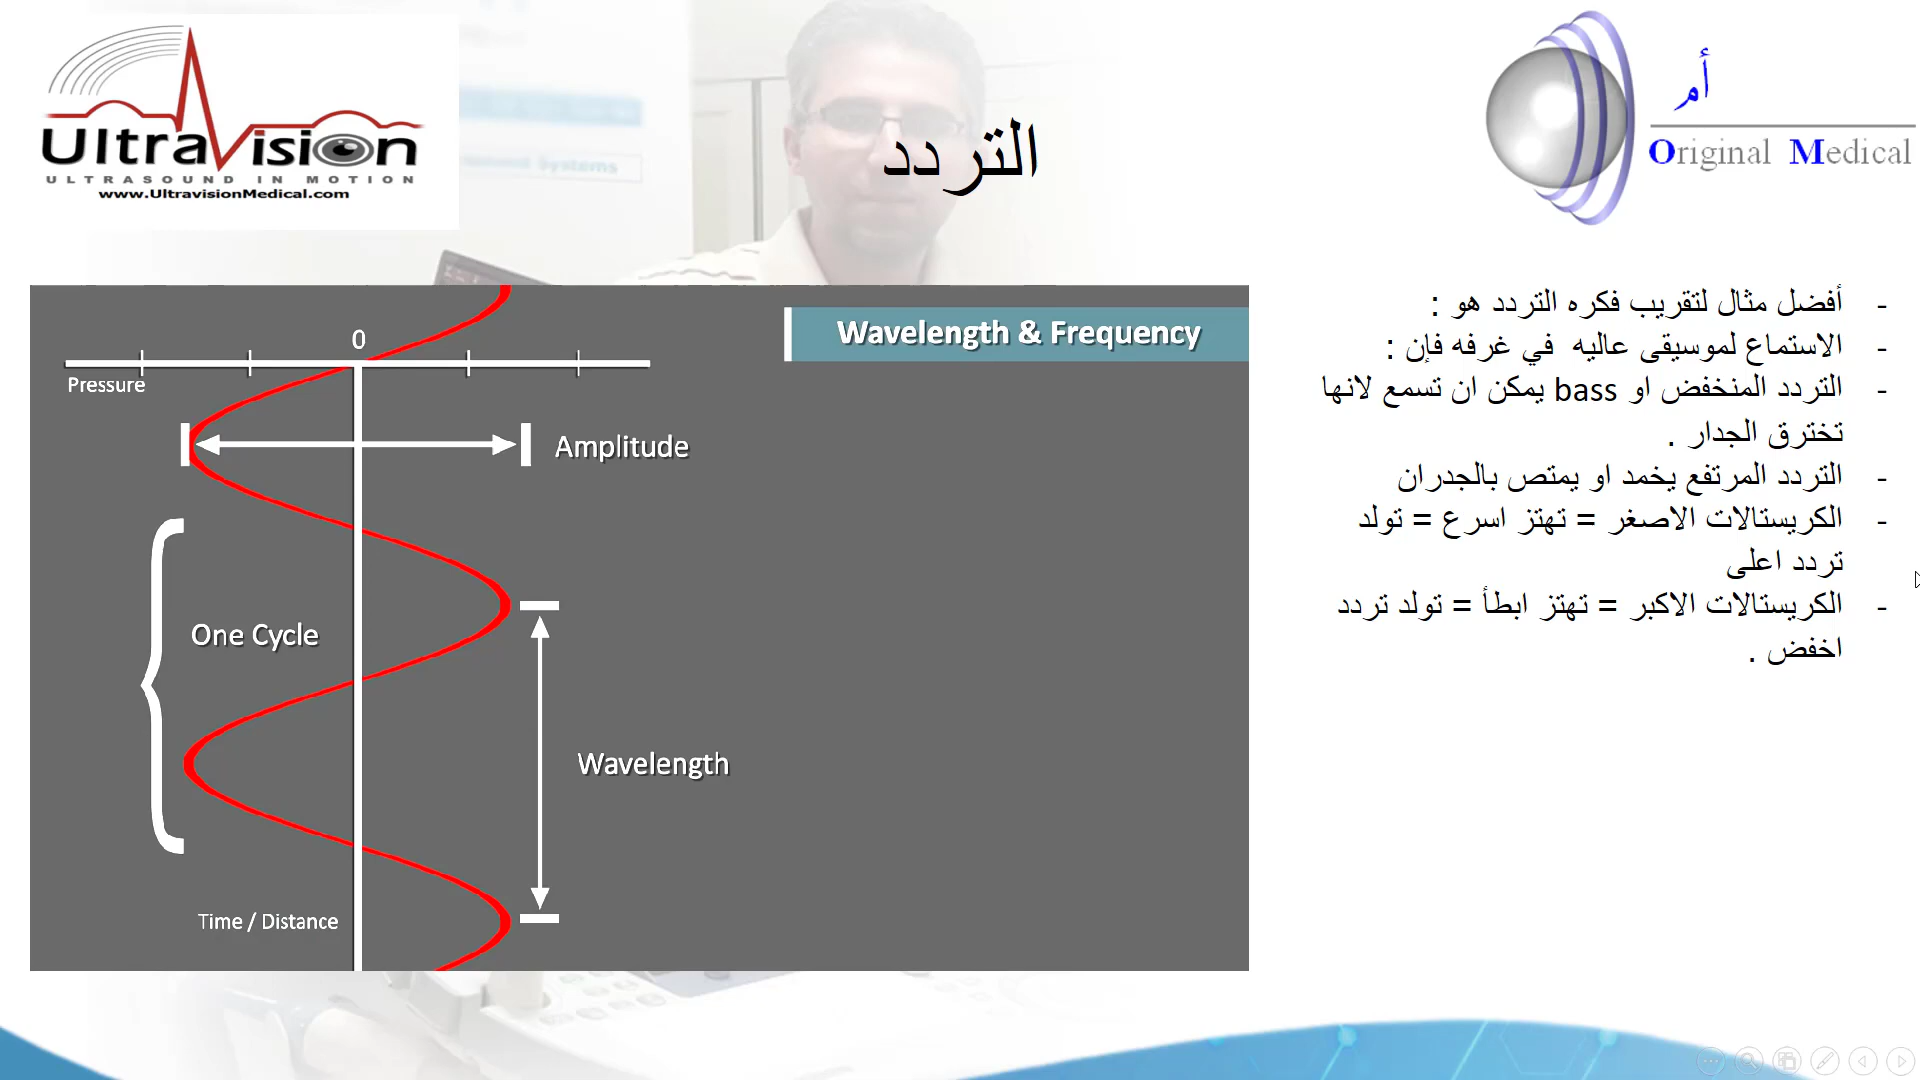 UltraVision
ULTRASOUND IN MOTION
www.UltravisionMedical.com
التردد
أم
Original Medical
Wavelength & Frequency
0
Pressure
Amplitude
One Cycle
Wavelength
Time / Distance
- أفضل مثال لتقريب فكره التردد هو :
- الاستماع لموسيقى عاليه في غرفه فإن :
- التردد المنخفض او bass يمكن ان تسمع لانها
تخترق الجدار .
- التردد المرتفع يخمد او يمتص بالجدران
- الكريستالات الاصغر = تهتز اسرع = تولد
تردد اعلى
- الكريستالات الاكبر = تهتز ابطأ = تولد تردد
اخفض .